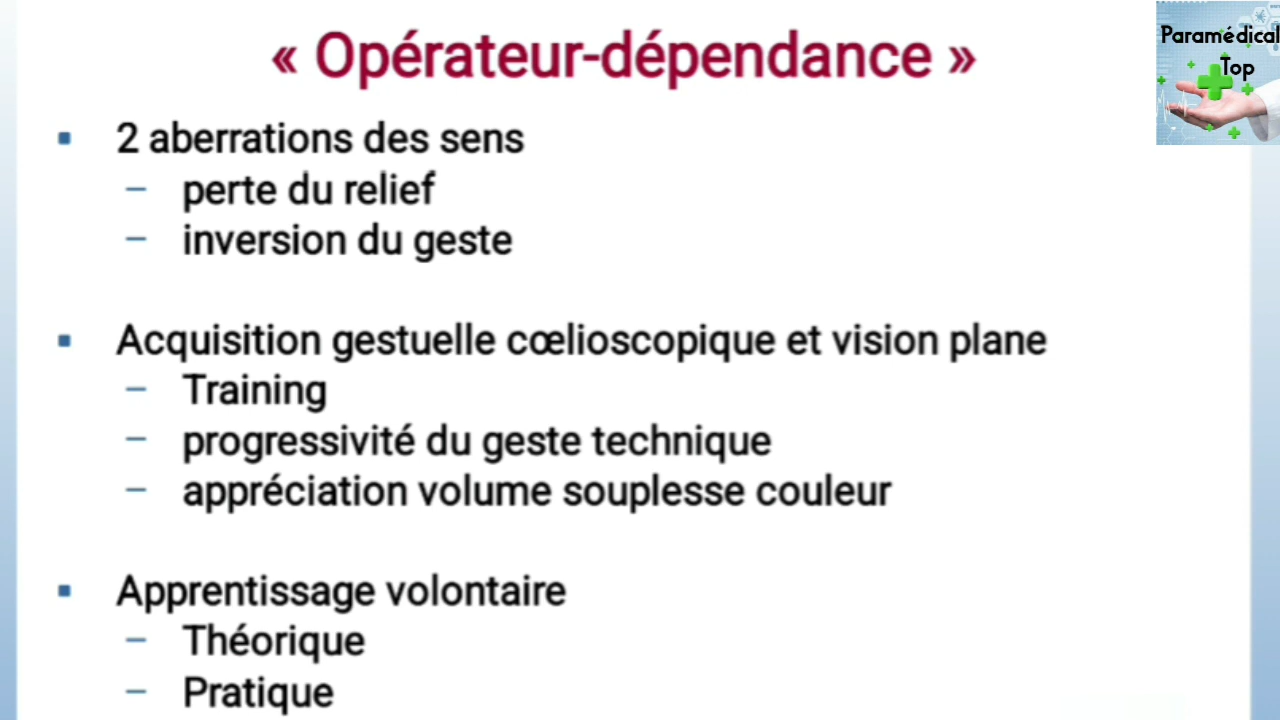 « Opérateur-dépendance »
Paramédical
Top
▪ 2 aberrations des sens
– perte du relief
– inversion du geste
▪ Acquisition gestuelle cœlioscopique et vision plane
– Training
– progressivité du geste technique
– appréciation volume souplesse couleur
▪ Apprentissage volontaire
– Théorique
– Pratique